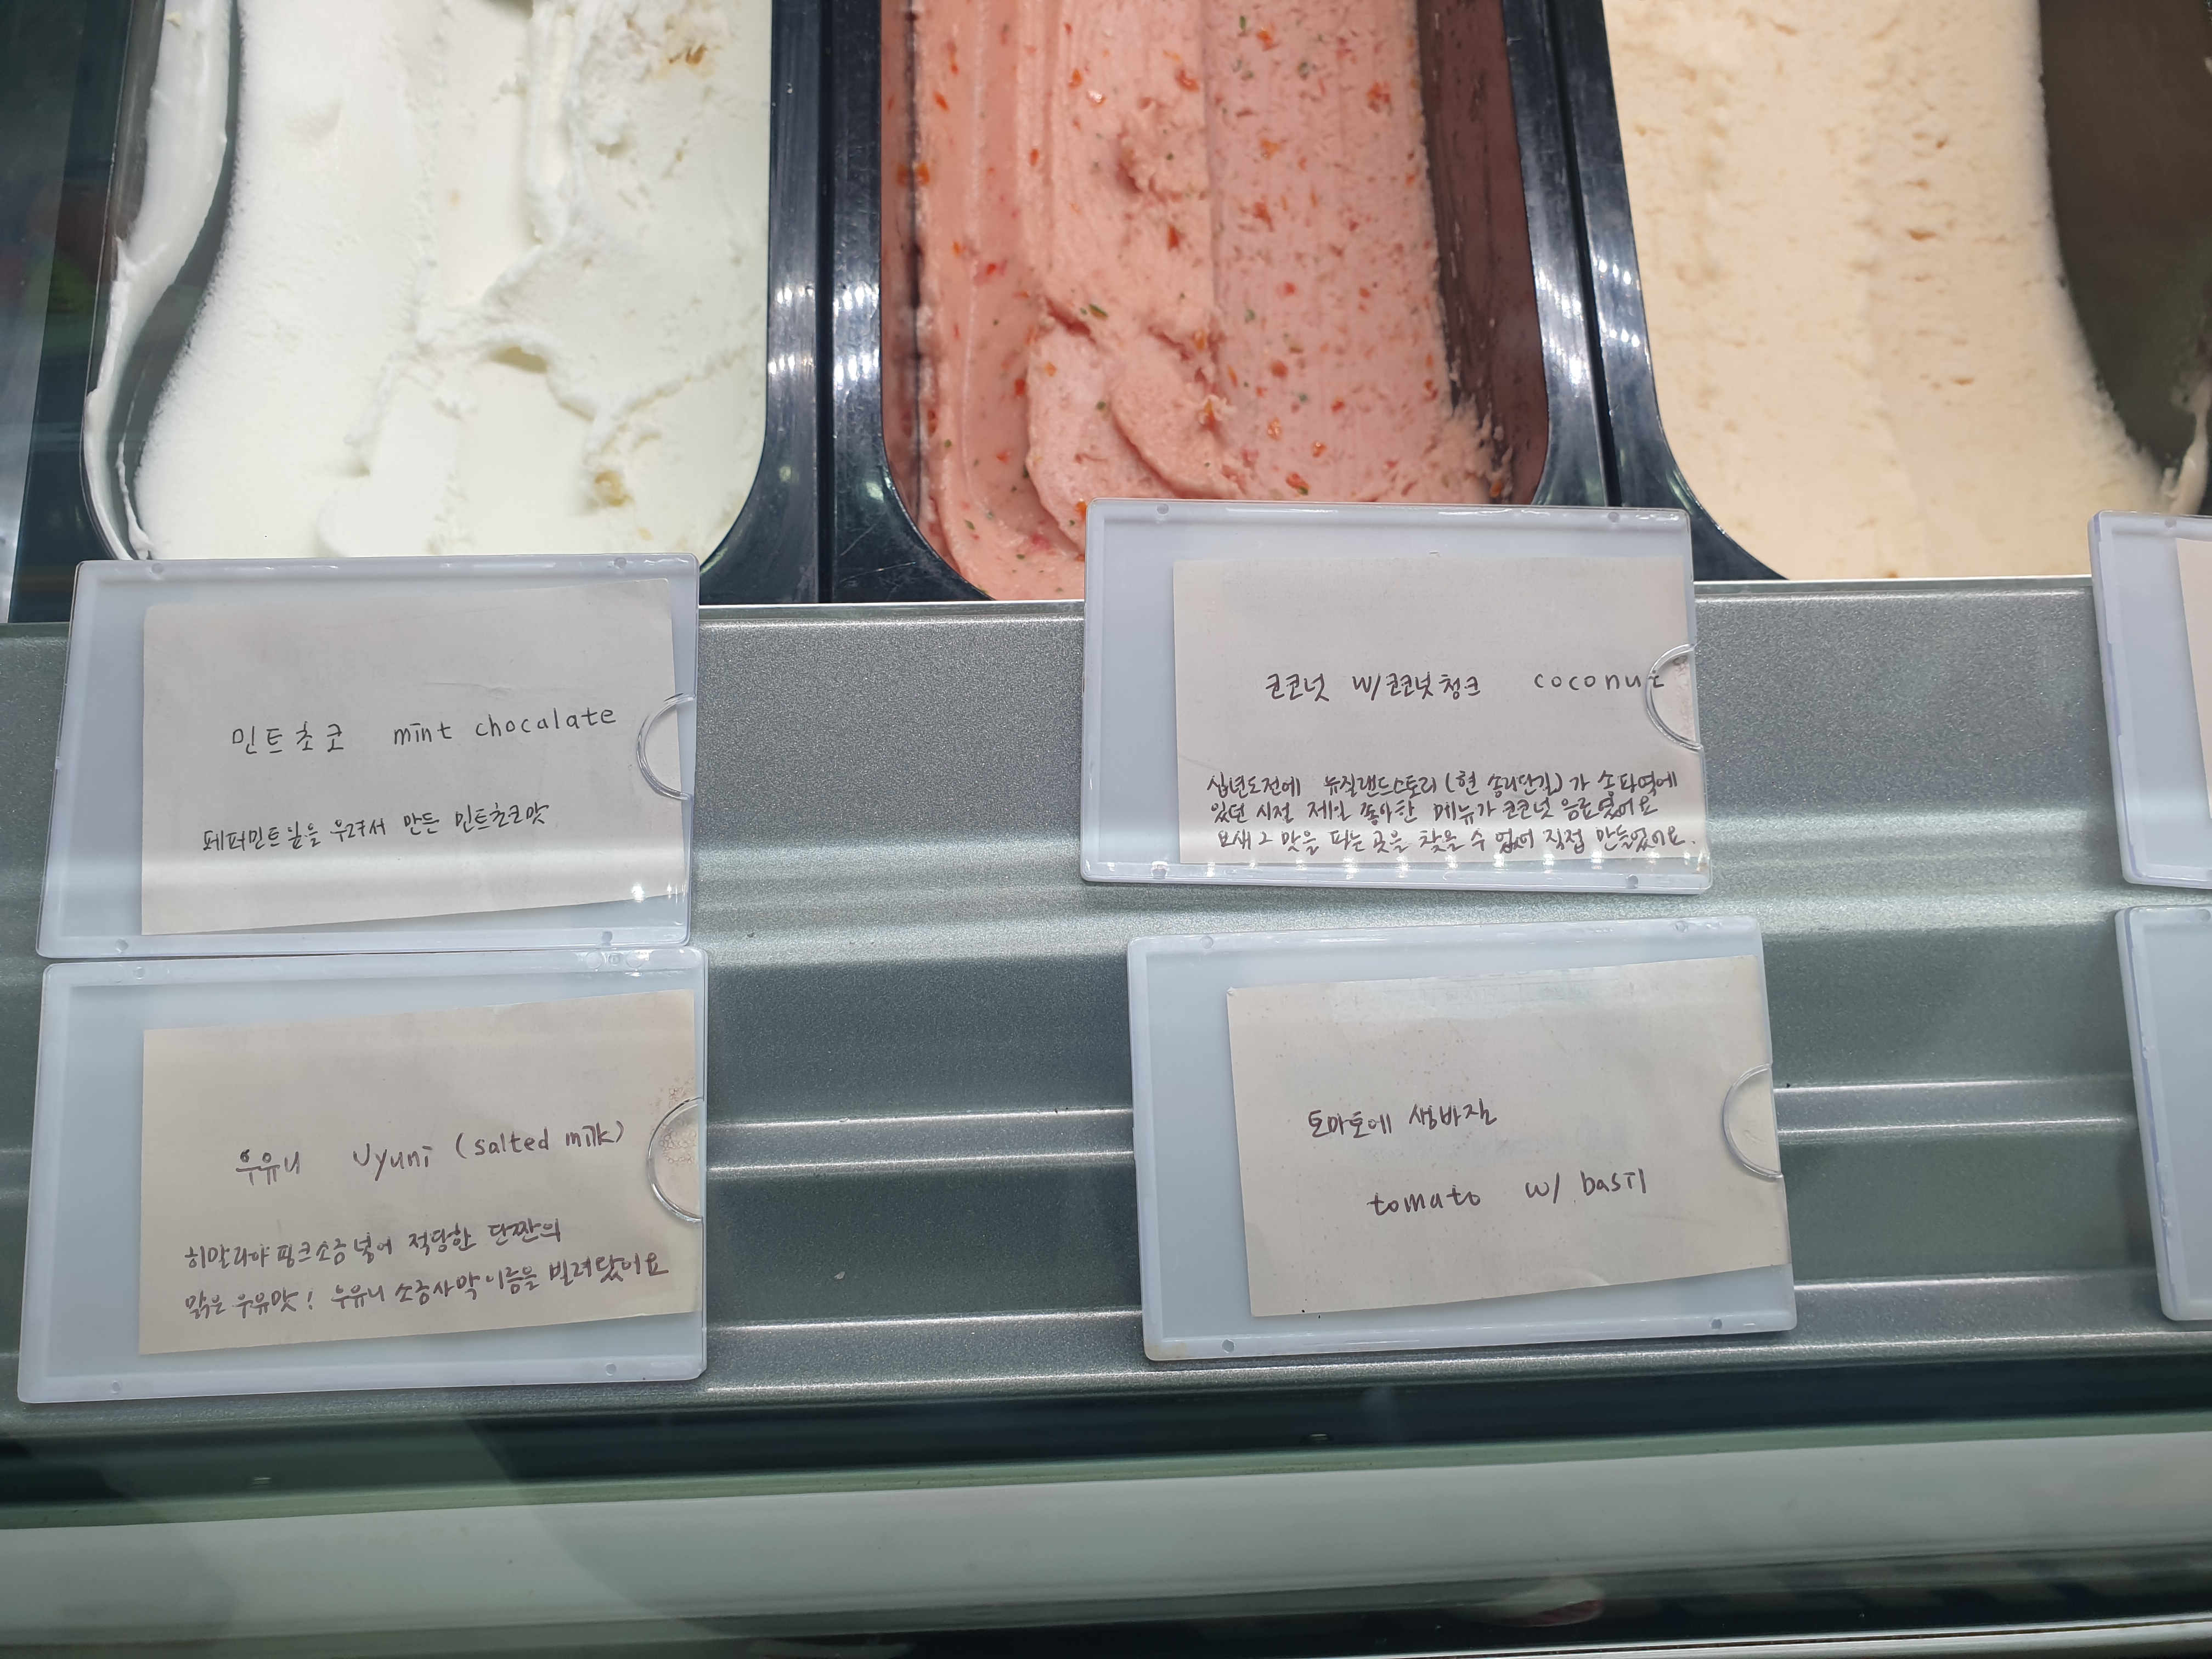 민트초코 mint chocalate
페퍼민트잎을 우려서 만든 민트초코맛
코코넛 w/코코넛청크 coconut
십년도전에 뉴질랜드스토리(현 송리단길)가 송파역에
있던 시절 제일 좋아한 메뉴가 코코넛 음료였어요
요새 그 맛을 파는 곳을 찾을 수 없어 직접 만들었어요.
우유니 Uyuni (salted milk)
히말라야 핑크소금 넣어 적당한 단짠의
맑은 우유맛! 우유니 소금사막 이름을 빌려왔어요
토마토에 생바질
tomato w/ basil